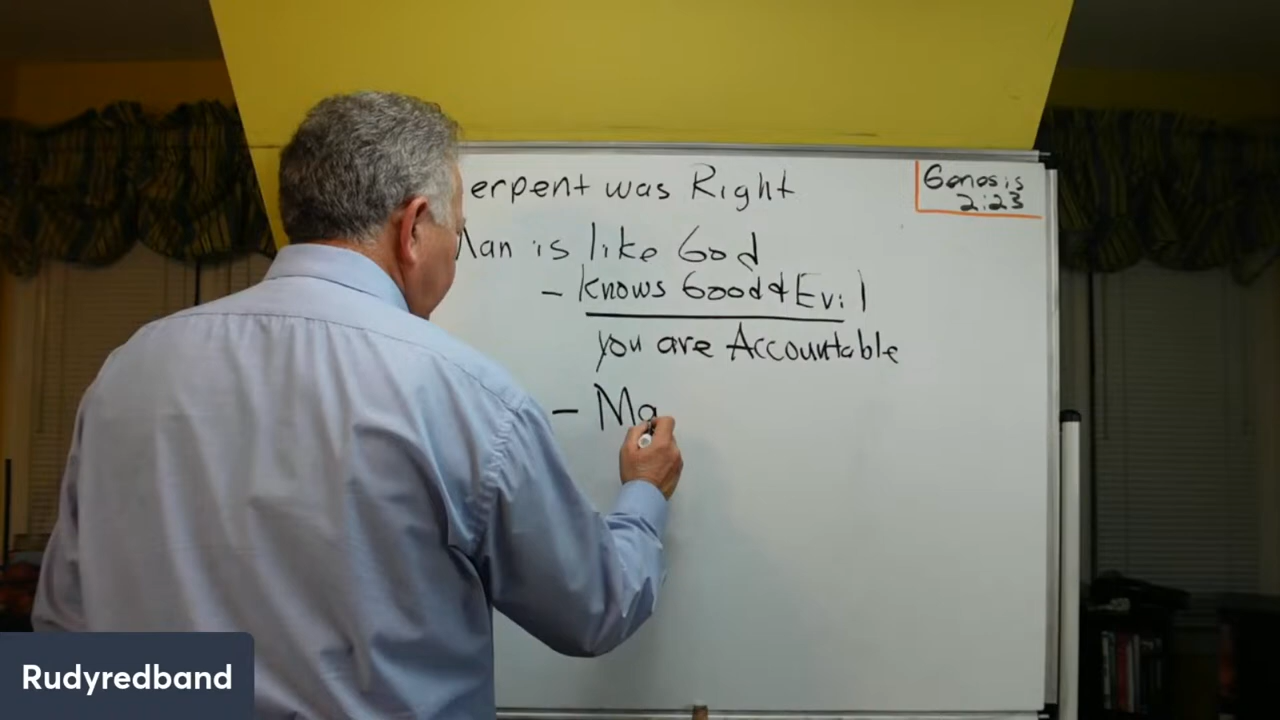 erpent was Right
Genesis
2:23
Man is like God
- Knows Good & Evil
you are Accountable
- Ma
Rudyredband